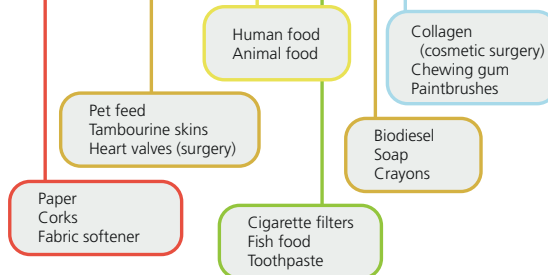 Human food
Animal food
Collagen
(cosmetic surgery)
Chewing gum
Paintbrushes
Pet feed
Tambourine skins
Heart valves (surgery)
Biodiesel
Soap
Crayons
Paper
Corks
Fabric softener
Cigarette filters
Fish food
Toothpaste